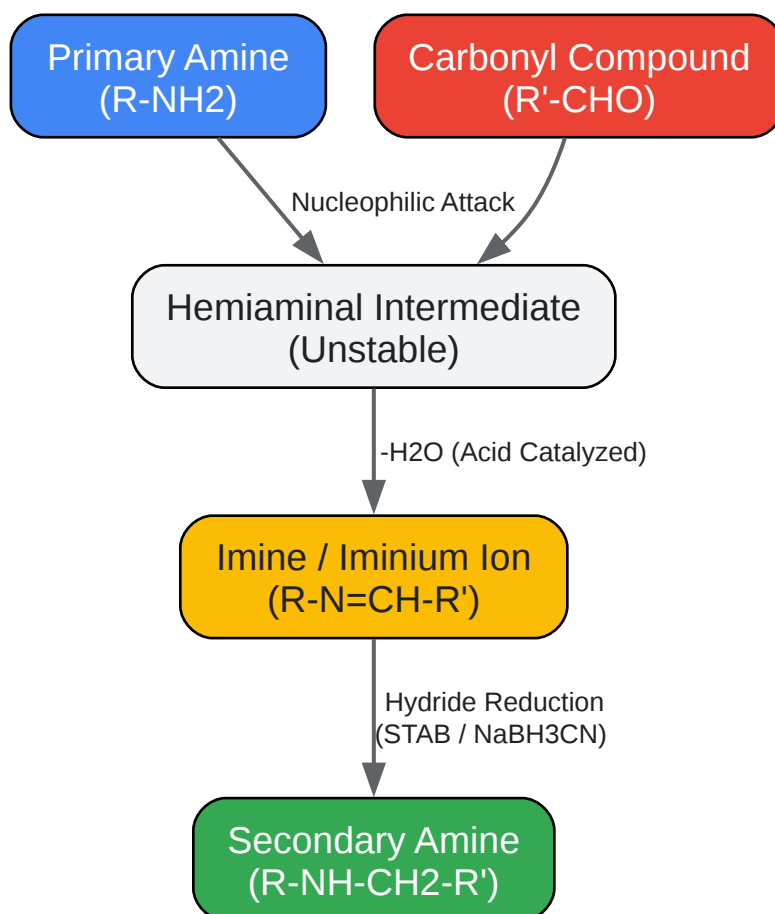 Primary Amine
(R-NH2)
Carbonyl Compound
(R'-CHO)
Nucleophilic Attack
Hemiaminal Intermediate
(Unstable)
-H2O (Acid Catalyzed)
Imine / Iminium Ion
(R-N=CH-R')
Hydride Reduction
(STAB / NaBH3CN)
Secondary Amine
(R-NH-CH2-R')